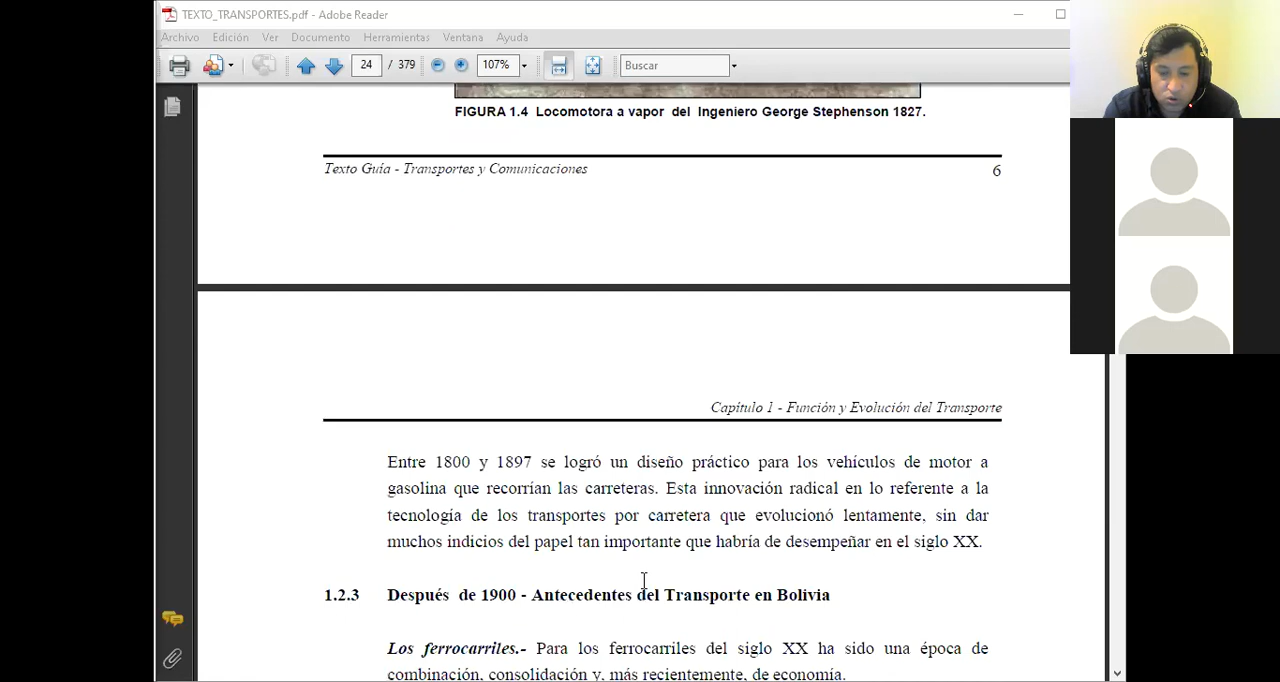 TEXTO_TRANSPORTES.pdf - Adobe Reader
Archivo Edición Ver Documento Herramientas Ventana Ayuda
24 / 379 107% Buscar
FIGURA 1.4 Locomotora a vapor del Ingeniero George Stephenson 1827.
Texto Guía - Transportes y Comunicaciones 6
Capítulo 1 - Función y Evolución del Transporte
Entre 1800 y 1897 se logró un diseño práctico para los vehículos de motor a
gasolina que recorrían las carreteras. Esta innovación radical en lo referente a la
tecnología de los transportes por carretera que evolucionó lentamente, sin dar
muchos indicios del papel tan importante que habría de desempeñar en el siglo XX.
1.2.3 Después de 1900 - Antecedentes del Transporte en Bolivia
Los ferrocarriles.- Para los ferrocarriles del siglo XX ha sido una época de
combinación, consolidación y, más recientemente, de economía.